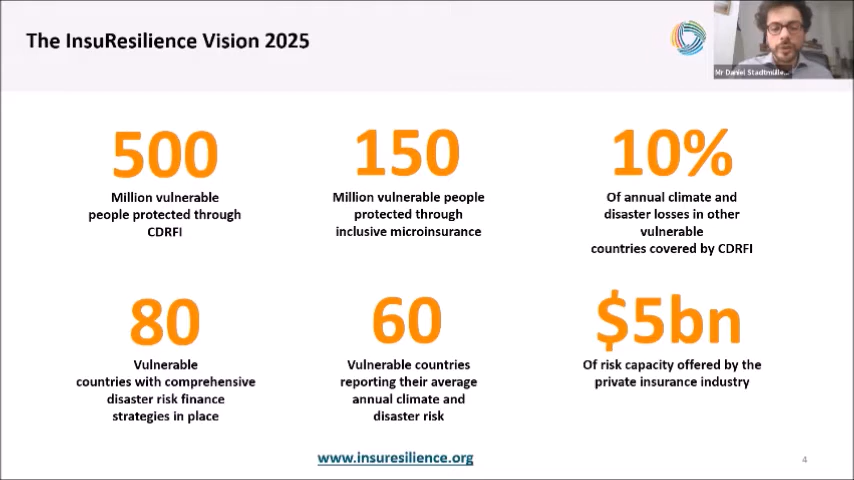 The InsuResilience Vision 2025
Mr Daniel Stadtmülle...
500
Million vulnerable
people protected through
CDRFI
150
Million vulnerable people
protected through
inclusive microinsurance
10%
Of annual climate and
disaster losses in other
vulnerable
countries covered by CDRFI
80
Vulnerable
countries with comprehensive
disaster risk finance
strategies in place
60
Vulnerable countries
reporting their average
annual climate and
disaster risk
$5bn
Of risk capacity offered by the
private insurance industry
www.insuresilience.org
4